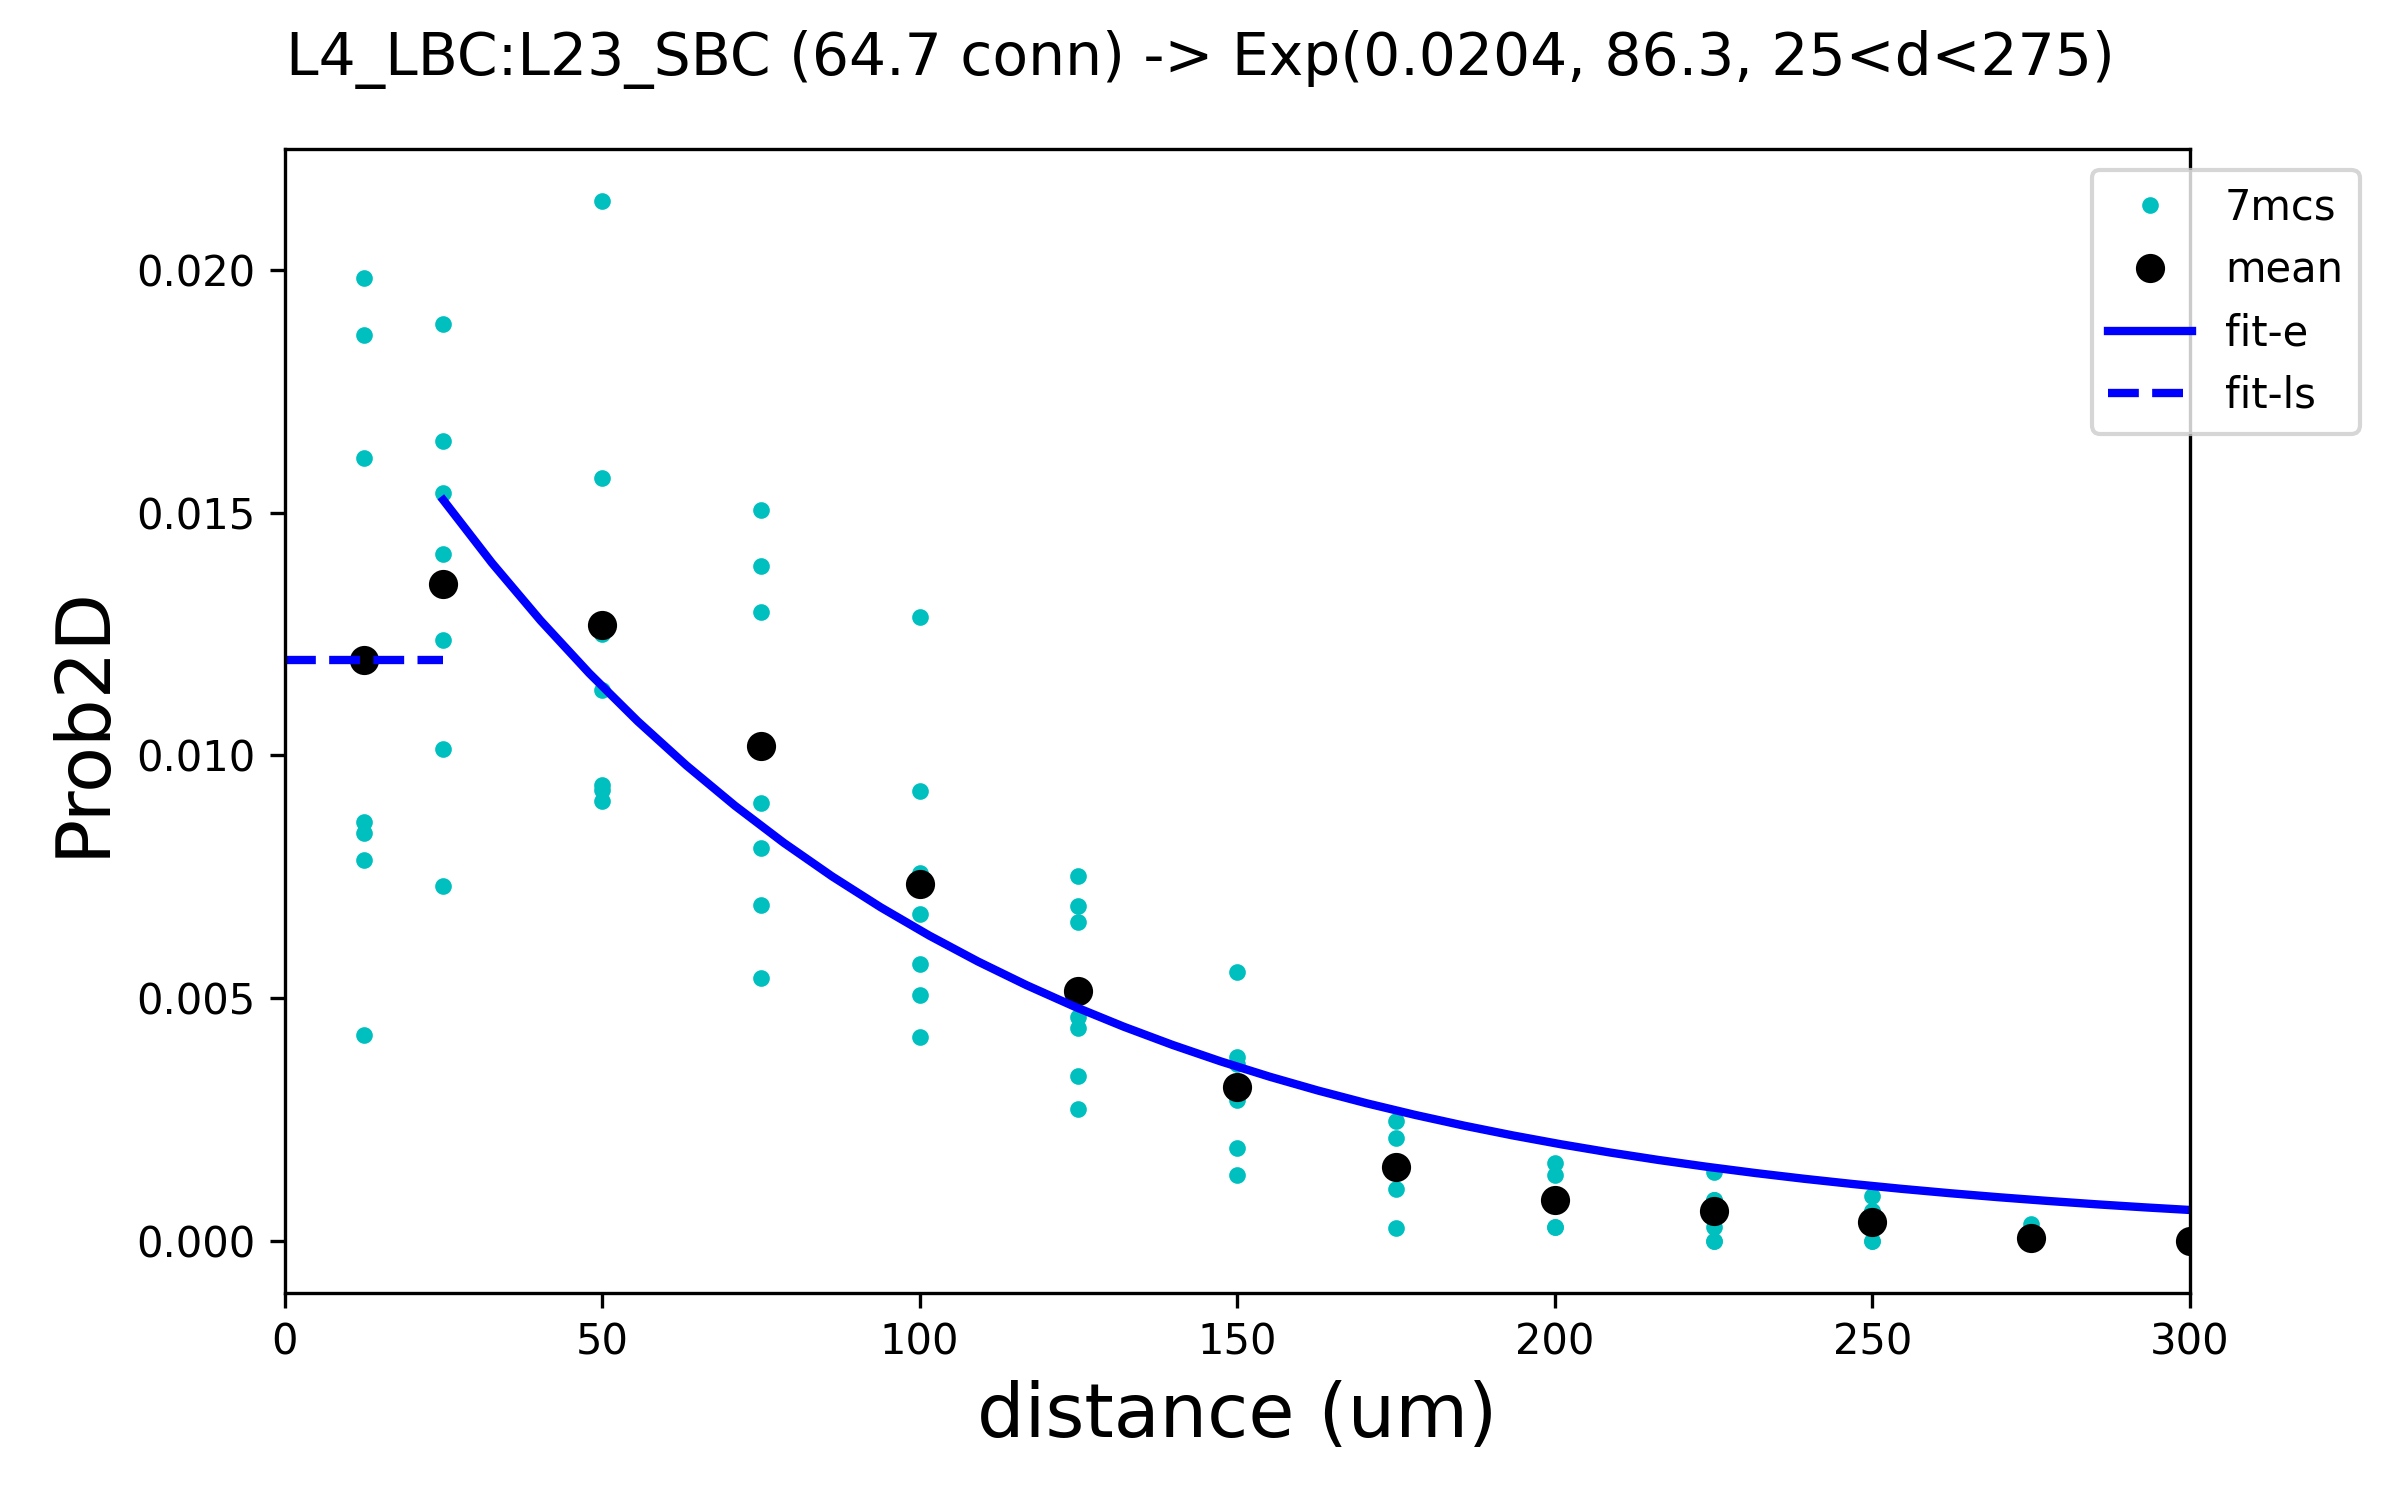 L4_LBC:L23_SBC (64.7 conn) -> Exp(0.0204, 86.3, 25<d<275)
7mcs
mean
fit-e
fit-ls
Prob2D
0.020
0.015
0.010
0.005
0.000
0 50 100 150 200 250 300
distance (um)